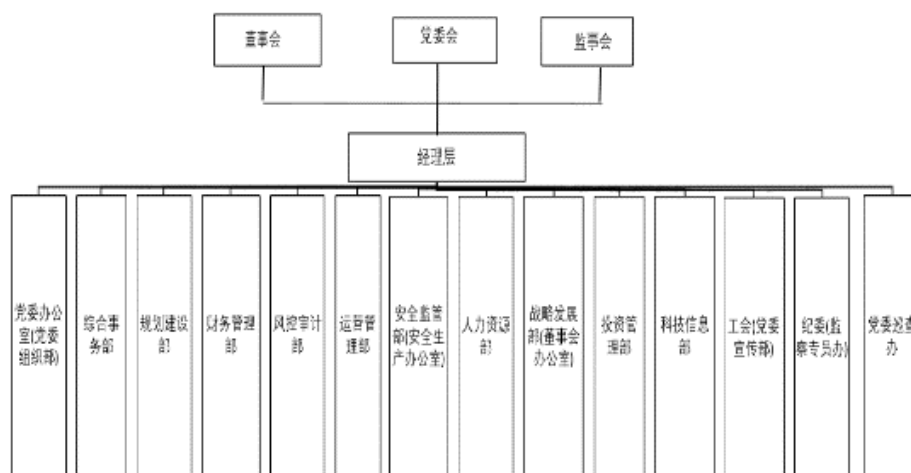 董事会
党委会
监事会
经理层
党委办公
室(党委
组织部)
综合事
务部
规划建设
部
财务管理
部
风控审计
部
运营管
理部
安全监管
部(安全生
产办公室)
人力资源
部
战略发展
部(董事会
办公室)
投资管
理部
科技信息
部
工会(党委
宣传部)
纪委(监
察专员办)
党委巡查
办